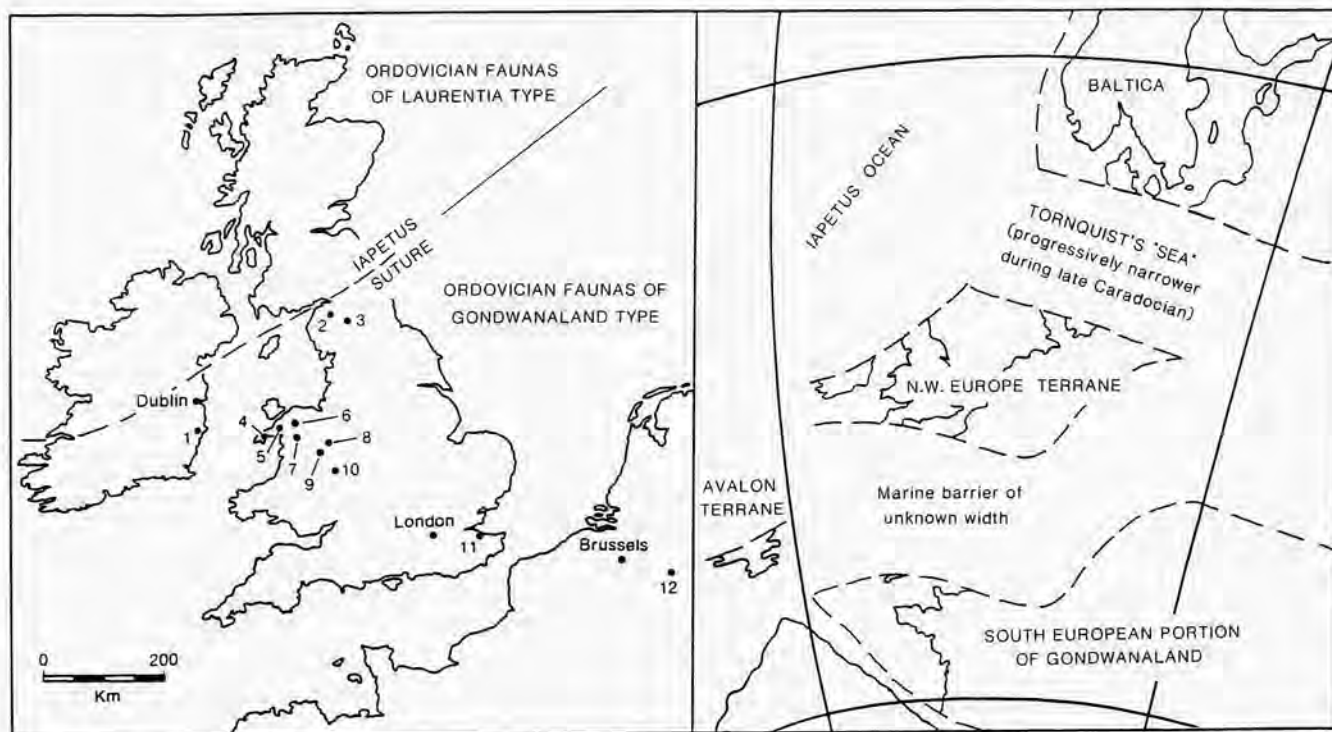 ORDOVICIAN FAUNAS
OF LAURENTIA TYPE
IAPETUS
SUTURE
ORDOVICIAN FAUNAS OF
GONDWANALAND TYPE
2
3
Dublin
1
4
5
6
7
8
9
10
London
11
Brussels
12
0
200
Km
BALTICA
IAPETUS OCEAN
TORNQUIST'S "SEA"
(progressively narrower
during late Caradocian)
N.W. EUROPE TERRANE
AVALON
TERRANE
Marine barrier of
unknown width
SOUTH EUROPEAN PORTION
OF GONDWANALAND